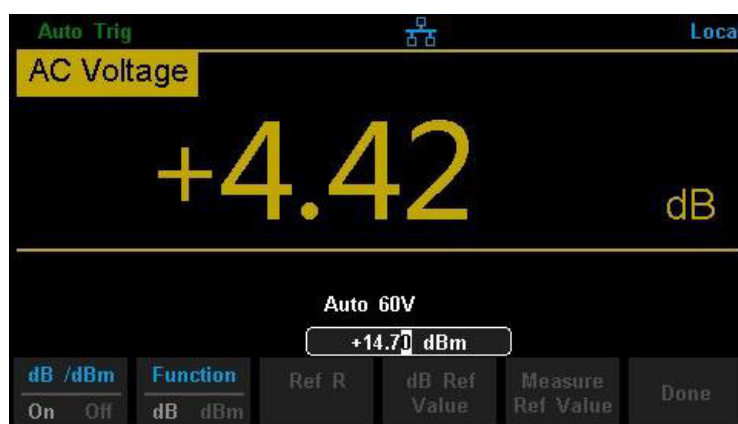 Auto Trig Loca
AC Voltage
+4.42 dB
Auto 60V
+14.70 dBm
dB /dBm Function Ref R dB Ref Value Measure Ref Value Done
On Off dB dBm